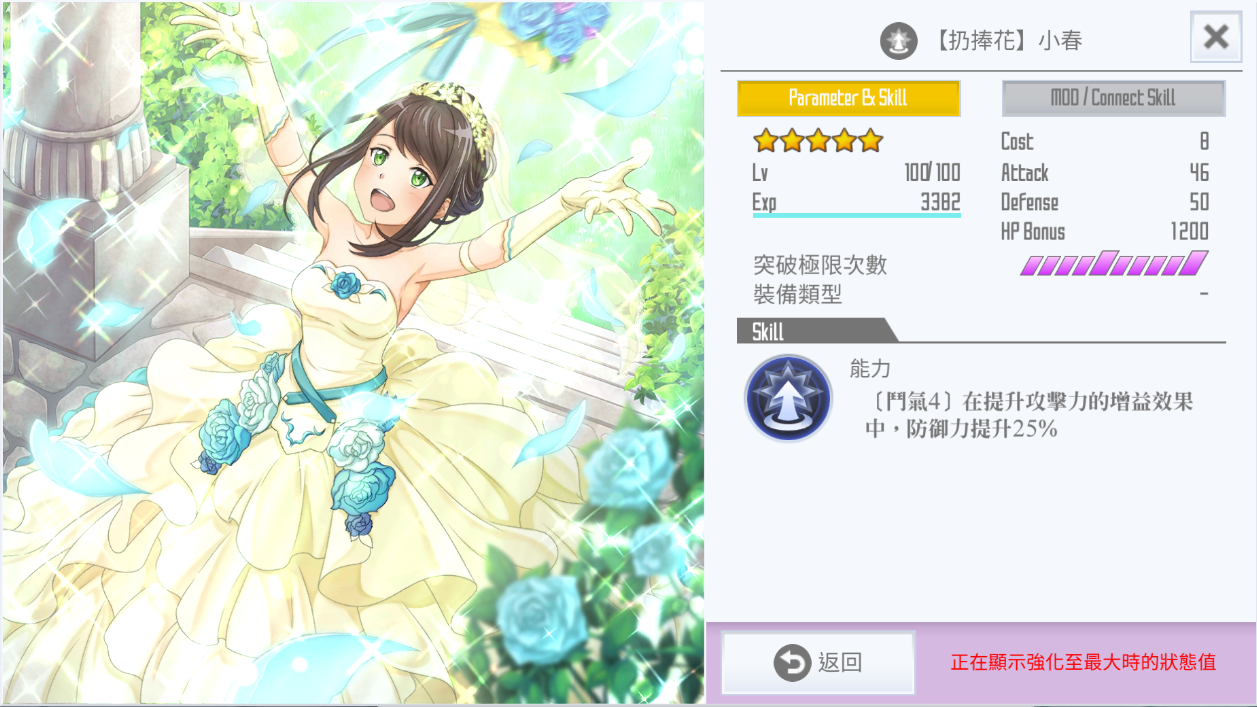 【扔捧花】小春
Parameter & Skill
MOD / Connect Skill
Lv 100/100
Exp 3382
Cost 8
Attack 46
Defense 50
HP Bonus 1200
突破極限次數
裝備類型 -
Skill
能力
〔鬥氣4〕在提升攻擊力的增益效果
中，防御力提升25%
返回
正在顯示強化至最大時的狀態值